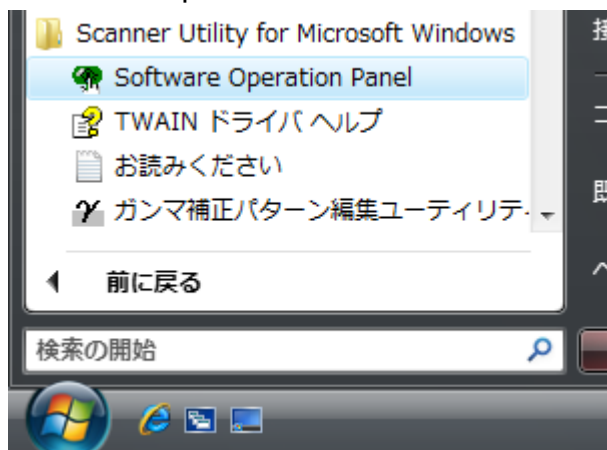 Scanner Utility for Microsoft Windows
Software Operation Panel
TWAIN ドライバ ヘルプ
お読みください
ガンマ補正パターン編集ユーティリテ
前に戻る
検索の開始